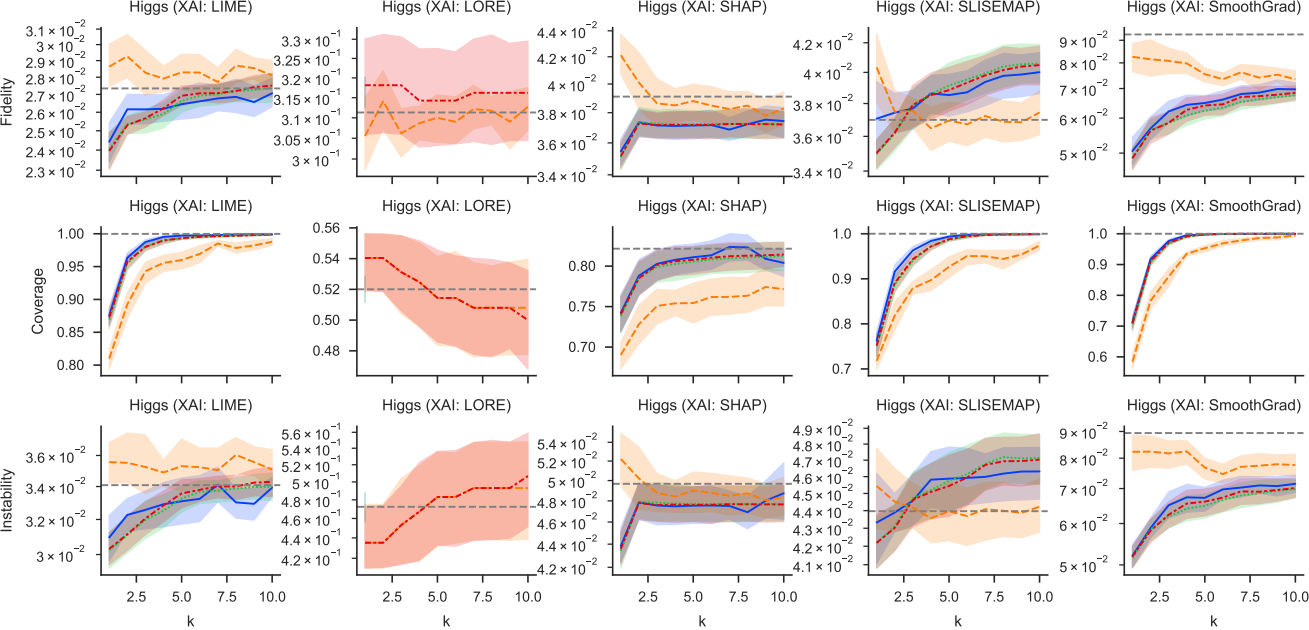 Higgs (XAI: LIME)
Higgs (XAI: LORE)
Higgs (XAI: SHAP)
Higgs (XAI: SLISEMAP)
Higgs (XAI: SmoothGrad)
Fidelity
3.1 × 10⁻²
3 × 10⁻²
2.9 × 10⁻²
2.8 × 10⁻²
2.7 × 10⁻²
2.6 × 10⁻²
2.5 × 10⁻²
2.4 × 10⁻²
2.3 × 10⁻²
3.3 × 10⁻¹
3.25 × 10⁻¹
3.20 × 10⁻¹
3.15 × 10⁻¹
3.1 × 10⁻¹
3.05 × 10⁻¹
3 × 10⁻¹
4.4 × 10⁻²
4.2 × 10⁻²
4 × 10⁻²
3.8 × 10⁻²
3.6 × 10⁻²
3.4 × 10⁻²
4.2 × 10⁻²
4 × 10⁻²
3.8 × 10⁻²
3.6 × 10⁻²
3.4 × 10⁻²
9 × 10⁻²
8 × 10⁻²
7 × 10⁻²
6 × 10⁻²
5 × 10⁻²
Higgs (XAI: LIME)
Higgs (XAI: LORE)
Higgs (XAI: SHAP)
Higgs (XAI: SLISEMAP)
Higgs (XAI: SmoothGrad)
Coverage
1.00
0.95
0.90
0.85
0.80
0.56
0.54
0.52
0.50
0.48
0.80
0.75
0.70
1.0
0.9
0.8
0.7
1.0
0.9
0.8
0.7
0.6
Higgs (XAI: LIME)
Higgs (XAI: LORE)
Higgs (XAI: SHAP)
Higgs (XAI: SLISEMAP)
Higgs (XAI: SmoothGrad)
Instability
3.6 × 10⁻²
3.4 × 10⁻²
3.2 × 10⁻²
3 × 10⁻²
5.6 × 10⁻¹
5.4 × 10⁻¹
5.2 × 10⁻¹
5 × 10⁻¹
4.8 × 10⁻¹
4.6 × 10⁻¹
4.4 × 10⁻¹
4.2 × 10⁻¹
5.4 × 10⁻²
5.2 × 10⁻²
5 × 10⁻²
4.8 × 10⁻²
4.6 × 10⁻²
4.4 × 10⁻²
4.2 × 10⁻²
4.9 × 10⁻²
4.8 × 10⁻²
4.7 × 10⁻²
4.6 × 10⁻²
4.5 × 10⁻²
4.4 × 10⁻²
4.3 × 10⁻²
4.2 × 10⁻²
4.1 × 10⁻²
9 × 10⁻²
8 × 10⁻²
7 × 10⁻²
6 × 10⁻²
5 × 10⁻²
2.5 5.0 7.5 10.0
2.5 5.0 7.5 10.0
2.5 5.0 7.5 10.0
2.5 5.0 7.5 10.0
2.5 5.0 7.5 10.0
k
k
k
k
k